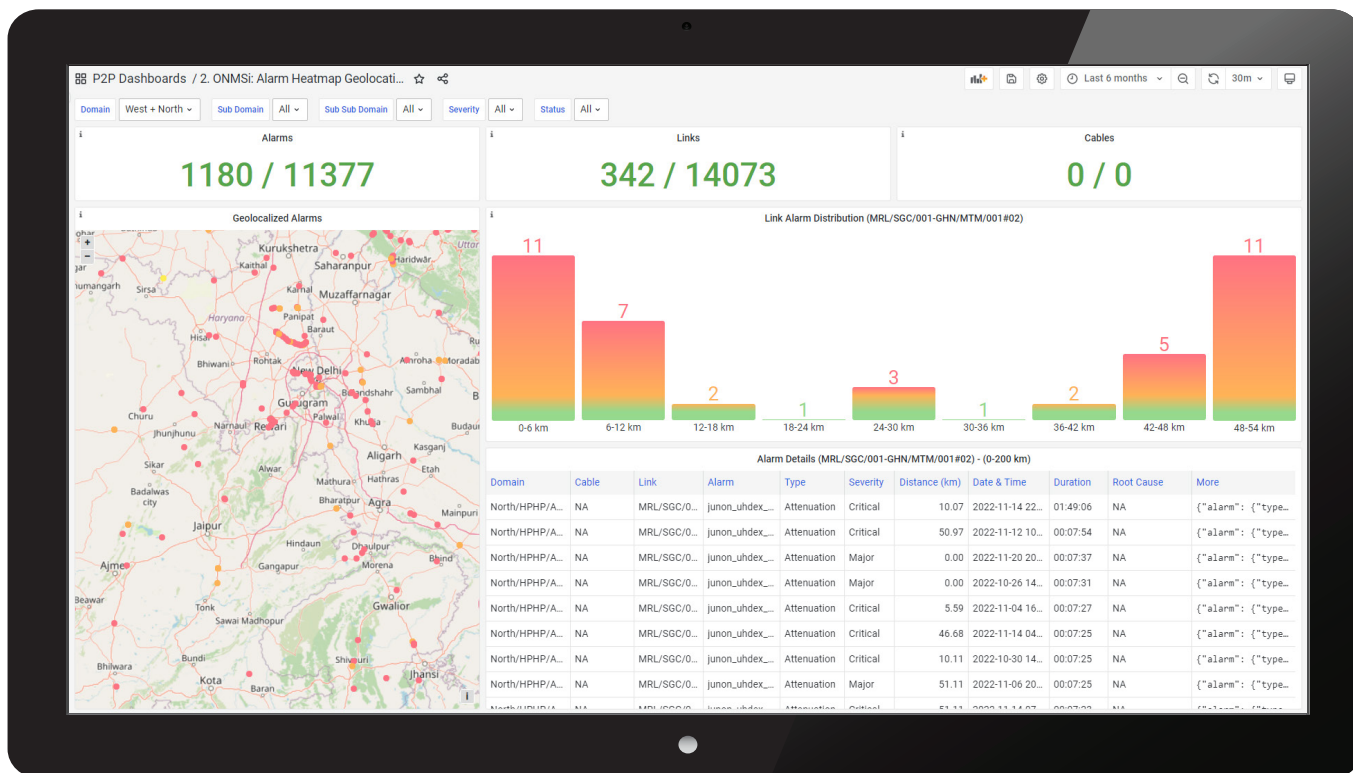 P2P Dashboards / 2. ONMSi: Alarm Heatmap Geolocati...
Last 6 months
30m
Domain West + North Sub Domain All Sub Sub Domain All Severity All Status All
Alarms
1180 / 11377
Links
342 / 14073
Cables
0 / 0
Geolocalized Alarms
+
-
Kurukshetra
Uttar
Kaithal
Saharanpur
Haridwar
Sirsa
Karnal
Muzaffarnagar
Haryana
Panipat
Baraut
Hisar
Bhiwani
Rohtak
Amroha
Moradab
New Delhi
Bulandshahr
Sambhal
Gurugram
Churu
Palwal
Jhunjhunu
Narnaul
Rewari
Khurja
Budau
Aligarh
Kasganj
Sikar
Alwar
Etah
Mathura
Hathras
Badalwas
city
Bharatpur
Agra
Mainpuri
Jaipur
Hindaun
Dhaulpur
Ajmer
Gangapur
Morena
Bhind
Beawar
Tonk
Gwalior
Sawai Madhopur
Bhilwara
Bundi
Shivpuri
Kota
Baran
Jhansi
Link Alarm Distribution (MRL/SGC/001-GHN/MTM/001#02)
11 7 2 1 3 1 2 5 11
0-6 km 6-12 km 12-18 km 18-24 km 24-30 km 30-36 km 36-42 km 42-48 km 48-54 km
Alarm Details (MRL/SGC/001-GHN/MTM/001#02) - (0-200 km)
Domain Cable Link Alarm Type Severity Distance (km) Date & Time Duration Root Cause More
North/HPHP/A... NA MRL/SGC/0... junon_uhdex_... Attenuation Critical 10.07 2022-11-14 22... 01:49:06 NA {"alarm": {"type...
North/HPHP/A... NA MRL/SGC/0... junon_uhdex_... Attenuation Critical 50.97 2022-11-12 10... 00:07:54 NA {"alarm": {"type...
North/HPHP/A... NA MRL/SGC/0... junon_uhdex_... Attenuation Major 0.00 2022-11-20 20... 00:07:37 NA {"alarm": {"type...
North/HPHP/A... NA MRL/SGC/0... junon_uhdex_... Attenuation Major 0.00 2022-10-26 14... 00:07:31 NA {"alarm": {"type...
North/HPHP/A... NA MRL/SGC/0... junon_uhdex_... Attenuation Critical 5.59 2022-11-04 16... 00:07:27 NA {"alarm": {"type...
North/HPHP/A... NA MRL/SGC/0... junon_uhdex_... Attenuation Critical 46.68 2022-11-14 04... 00:07:25 NA {"alarm": {"type...
North/HPHP/A... NA MRL/SGC/0... junon_uhdex_... Attenuation Critical 10.11 2022-10-30 14... 00:07:25 NA {"alarm": {"type...
North/HPHP/A... NA MRL/SGC/0... junon_uhdex_... Attenuation Major 51.11 2022-11-06 20... 00:07:25 NA {"alarm": {"type...